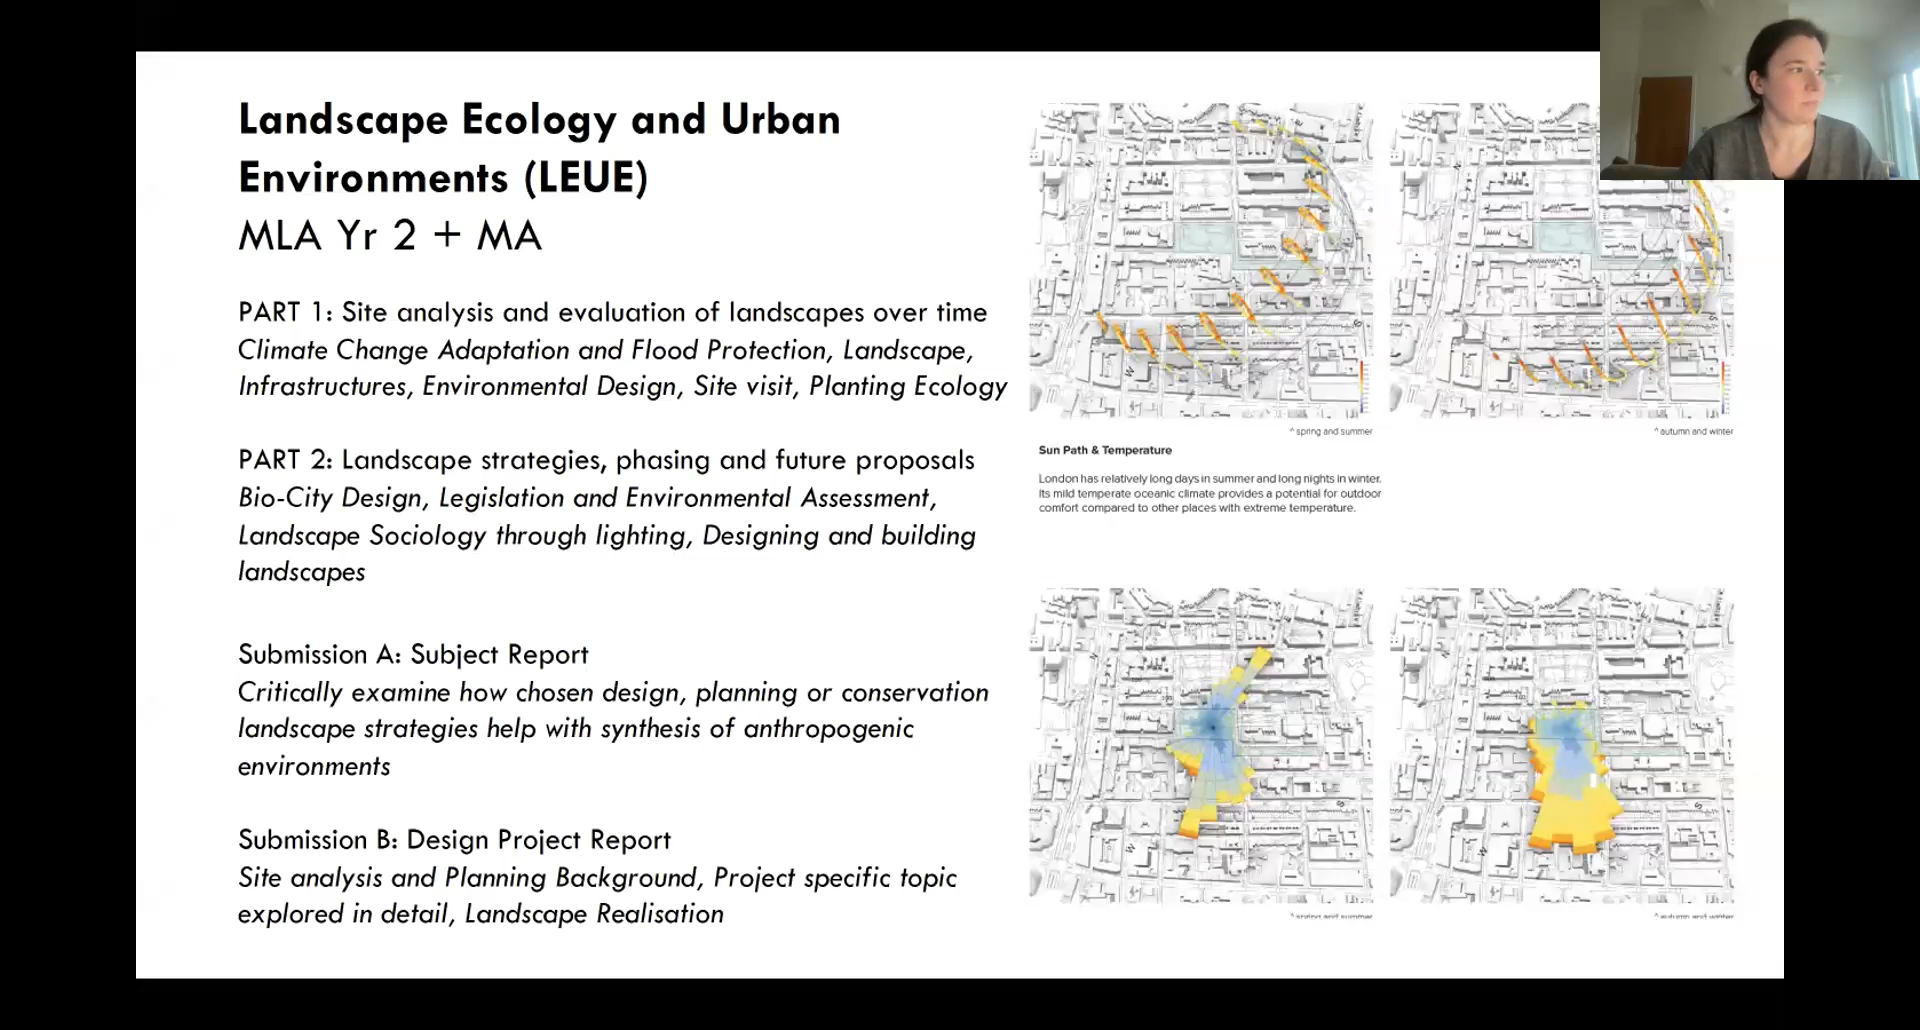 Landscape Ecology and Urban
Environments (LEUE)
MLA Yr 2 + MA
PART 1: Site analysis and evaluation of landscapes over time
Climate Change Adaptation and Flood Protection, Landscape,
Infrastructures, Environmental Design, Site visit, Planting Ecology
PART 2: Landscape strategies, phasing and future proposals
Bio-City Design, Legislation and Environmental Assessment,
Landscape Sociology through lighting, Designing and building
landscapes
Submission A: Subject Report
Critically examine how chosen design, planning or conservation
landscape strategies help with synthesis of anthropogenic
environments
Submission B: Design Project Report
Site analysis and Planning Background, Project specific topic
explored in detail, Landscape Realisation
^ spring and summer
^ autumn and winter
Sun Path & Temperature
London has relatively long days in summer and long nights in winter.
Its mild temperate oceanic climate provides a potential for outdoor
comfort compared to other places with extreme temperature.
^ spring and summer
^ autumn and winter